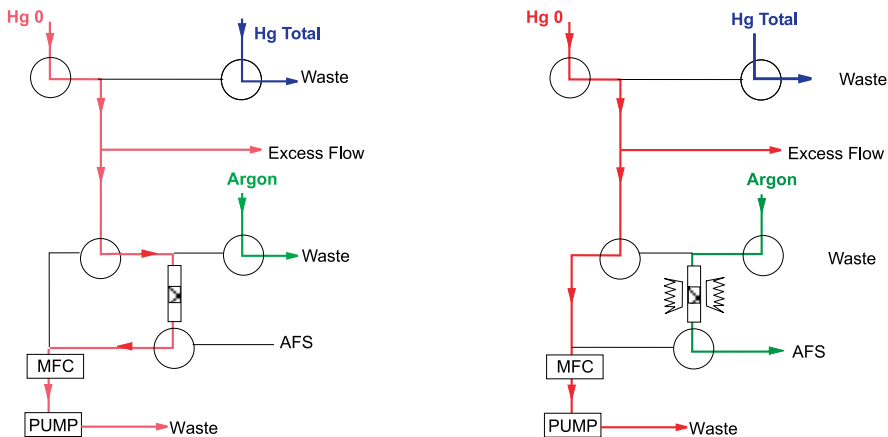 Hg 0
Hg Total
Waste
Excess Flow
Argon
Waste
AFS
MFC
PUMP
Waste
Hg 0
Hg Total
Waste
Excess Flow
Argon
Waste
AFS
MFC
PUMP
Waste